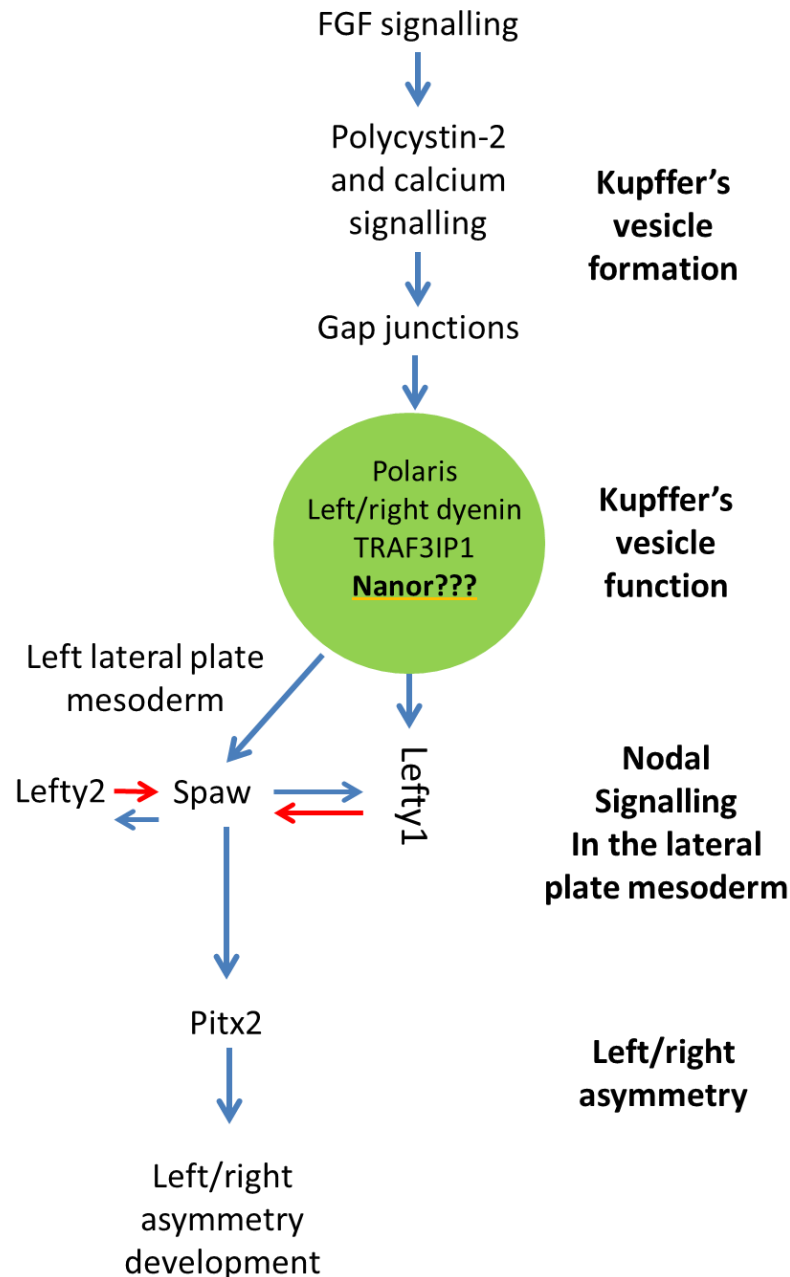 FGF signalling
Polycystin-2
and calcium
signalling
Kupffer's
vesicle
formation
Gap junctions
Polaris
Left/right dyenin
TRAF3IP1
Nanor???
Kupffer's
vesicle
function
Left lateral plate
mesoderm
Lefty2
Spaw
Lefty1
Nodal
Signalling
In the lateral
plate mesoderm
Pitx2
Left/right
asymmetry
Left/right
asymmetry
development